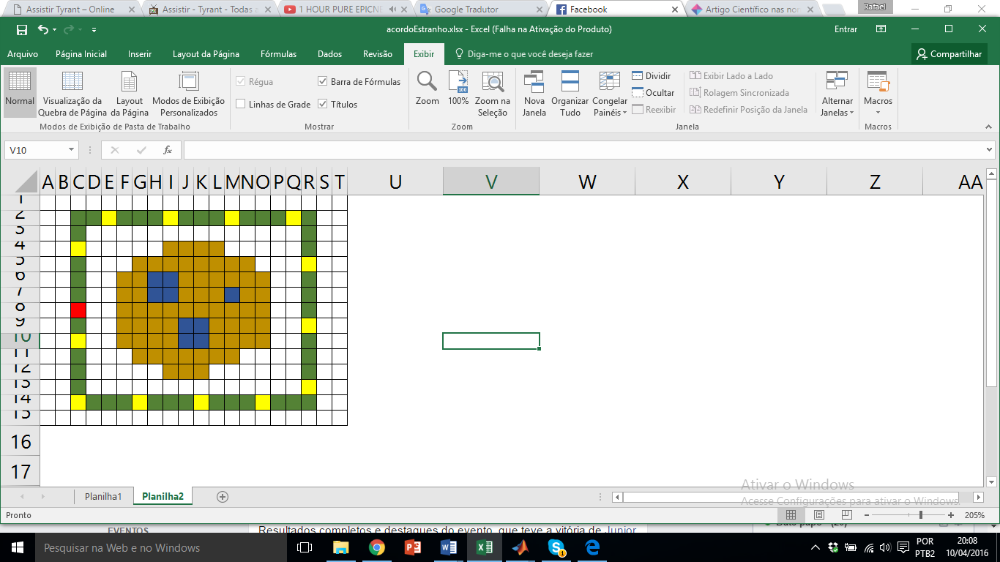 Assistir Tyrant – Online
Assistir - Tyrant - Todas a
1 HOUR PURE EPICNE
Google Tradutor
Facebook
Artigo Científico nas nor
Rafael
acordoEstranho.xlsx - Excel (Falha na Ativação do Produto)
Entrar
Arquivo
Página Inicial
Inserir
Layout da Página
Fórmulas
Dados
Revisão
Exibir
Diga-me o que você deseja fazer
Compartilhar
Normal
Visualização da
Quebra de Página
Layout
da Página
Modos de Exibição
Personalizados
Modos de Exibição de Pasta de Trabalho
Régua
Barra de Fórmulas
Linhas de Grade
Títulos
Mostrar
Zoom
100
100%
Zoom na
Seleção
Zoom
Nova
Janela
Organizar
Tudo
Congelar
Painéis
Dividir
Ocultar
Reexibir
Exibir Lado a Lado
Rolagem Sincronizada
Redefinir Posição da Janela
Alternar
Janelas
Janela
Macros
Macros
V10
fx
A B C D E F G H I J K L M N O P Q R S T U V W X Y Z AA
1
2
3
4
5
6
7
8
9
10
11
12
13
14
15
16
17
Ativar o Windows
Acesse Configurações para ativar o Windows.
Planilha1
Planilha2
Pronto
205%
EVENTOS
Resultados completos e destaques do evento, que teve a vitória de Junior
Bate-papo (20)
Pesquisar na Web e no Windows
1
POR
PTB2
20:08
10/04/2016